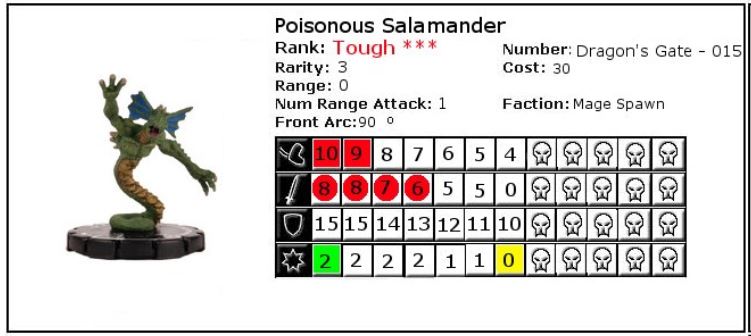 Poisonous Salamander
Rank: Tough *** Number: Dragon's Gate - 015
Rarity: 3 Cost: 30
Range: 0
Num Range Attack: 1 Faction: Mage Spawn
Front Arc:90 º
10 9 8 7 6 5 4
8 8 7 6 5 5 0
15 15 14 13 12 11 10
2 2 2 2 1 1 0